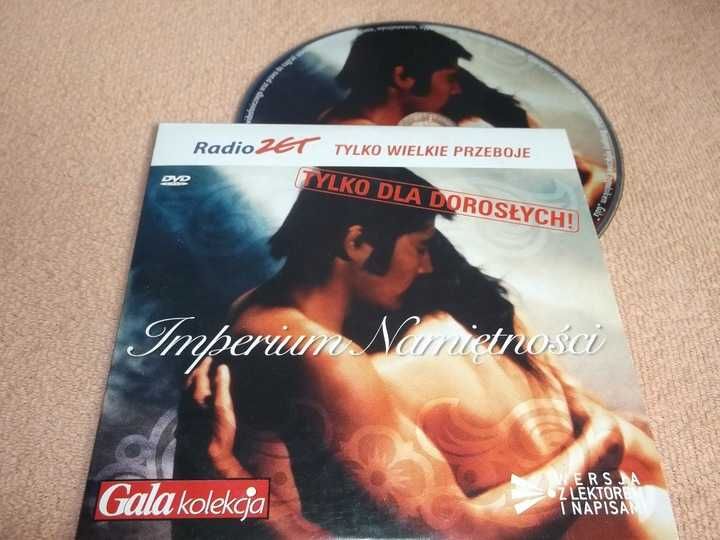 Radio ZET TYLKO WIELKIE PRZEBOJE
DVD
TYLKO DLA DOROSŁYCH!
Imperium Namiętności
Gala kolekcja
WERSJA
Z LEKTOREM
I NAPISAMI